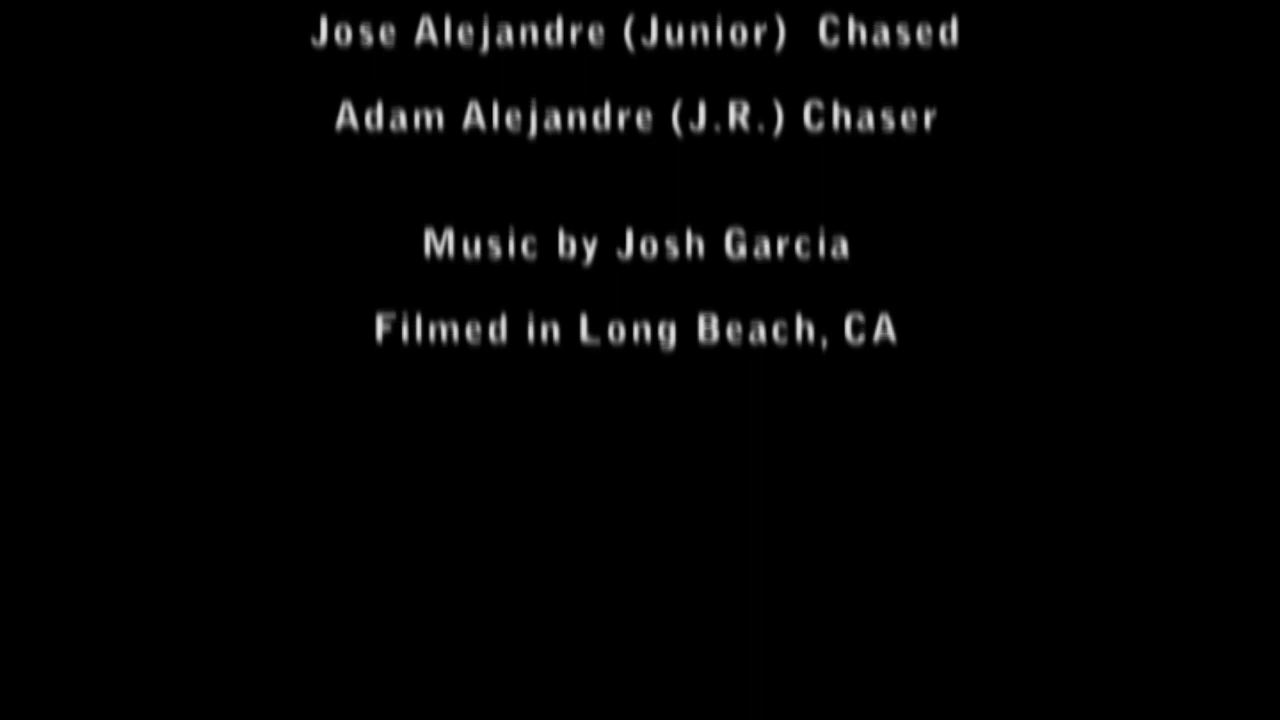 Jose Alejandre (Junior)  Chased
Adam Alejandre (J.R.) Chaser
Music by Josh Garcia
Filmed in Long Beach, CA